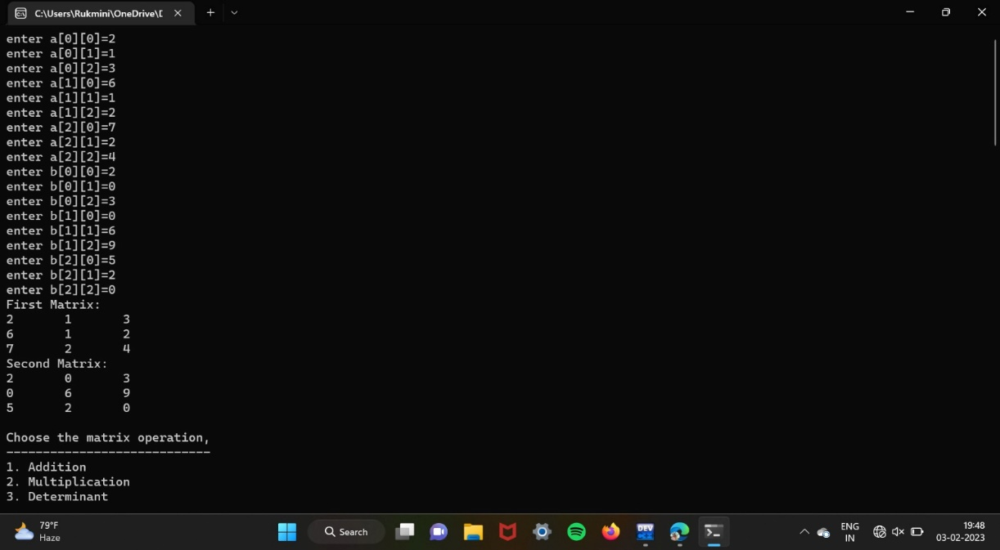 C:\Users\Rukmini\OneDrive\[
enter a[0][0]=2
enter a[0][1]=1
enter a[0][2]=3
enter a[1][0]=6
enter a[1][1]=1
enter a[1][2]=2
enter a[2][0]=7
enter a[2][1]=2
enter a[2][2]=4
enter b[0][0]=2
enter b[0][1]=0
enter b[0][2]=3
enter b[1][0]=0
enter b[1][1]=6
enter b[1][2]=9
enter b[2][0]=5
enter b[2][1]=2
enter b[2][2]=0
First Matrix:
2 1 3
6 1 2
7 2 4
Second Matrix:
2 0 3
0 6 9
5 2 0
Choose the matrix operation,
----------------------------
1. Addition
2. Multiplication
3. Determinant
79°F
Haze
Search
DEV
ENG
IN
19:48
03-02-2023